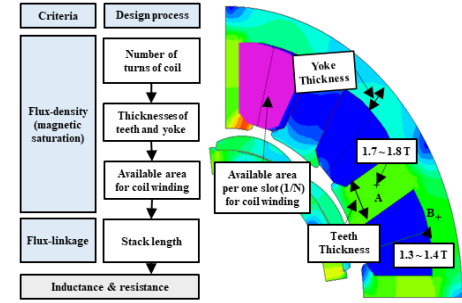 Criteria
Design process
Flux-density
(magnetic
saturation)
Number of
turns of coil
Thicknesses of
teeth and yoke
Available area
for coil winding
Flux-linkage
Stack length
Inductance & resistance
Yoke
Thickness
1.7~1.8 T
Available area
per one slot (1/N)
for coil winding
A
B
Teeth
Thickness
1.3~1.4 T